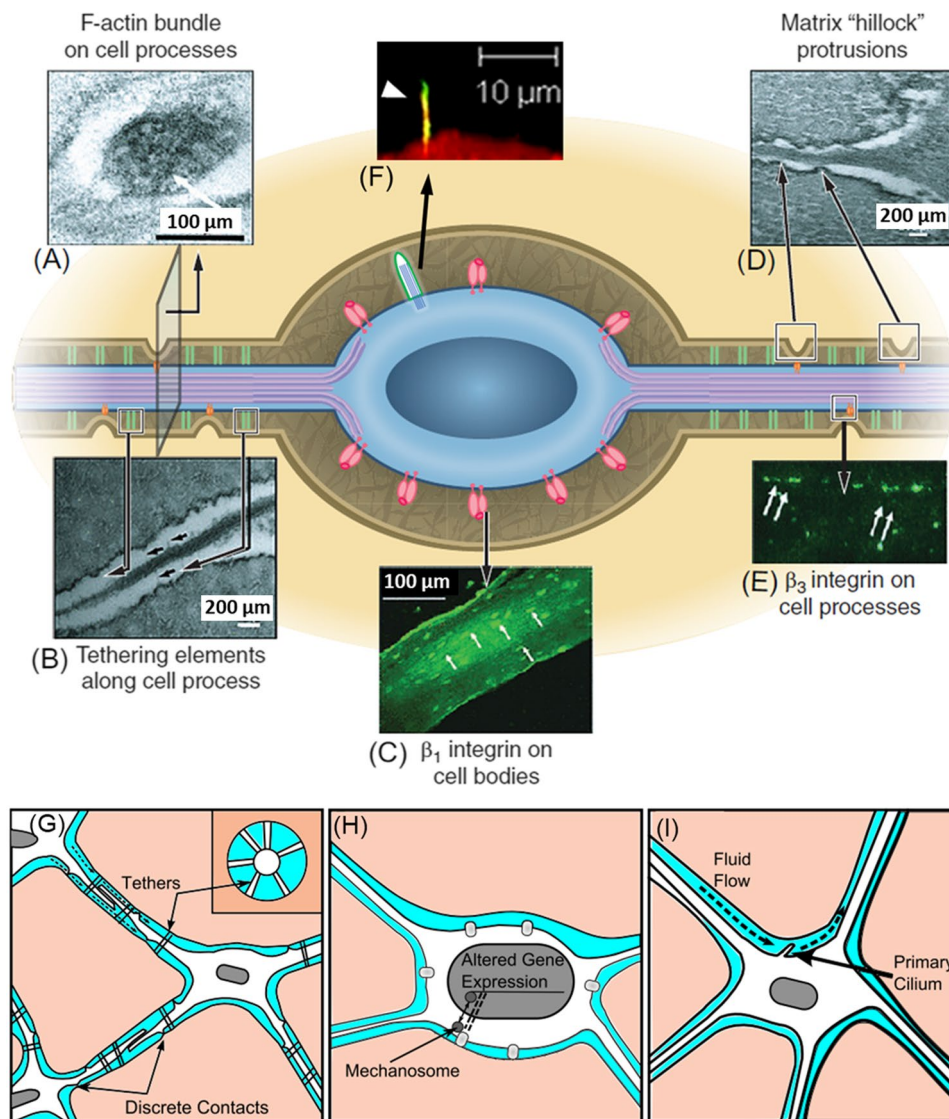 F-actin bundle
on cell processes
100 µm
(A)
10 µm
(F)
Matrix “hillock”
protrusions
200 µm
(D)
200 µm
(B) Tethering elements
along cell process
100 µm
(C) β1 integrin on
cell bodies
(E) β3 integrin on
cell processes
(G)
Tethers
Discrete Contacts
(H)
Altered Gene
Expression
Mechanosome
(I)
Fluid
Flow
Primary
Cilium